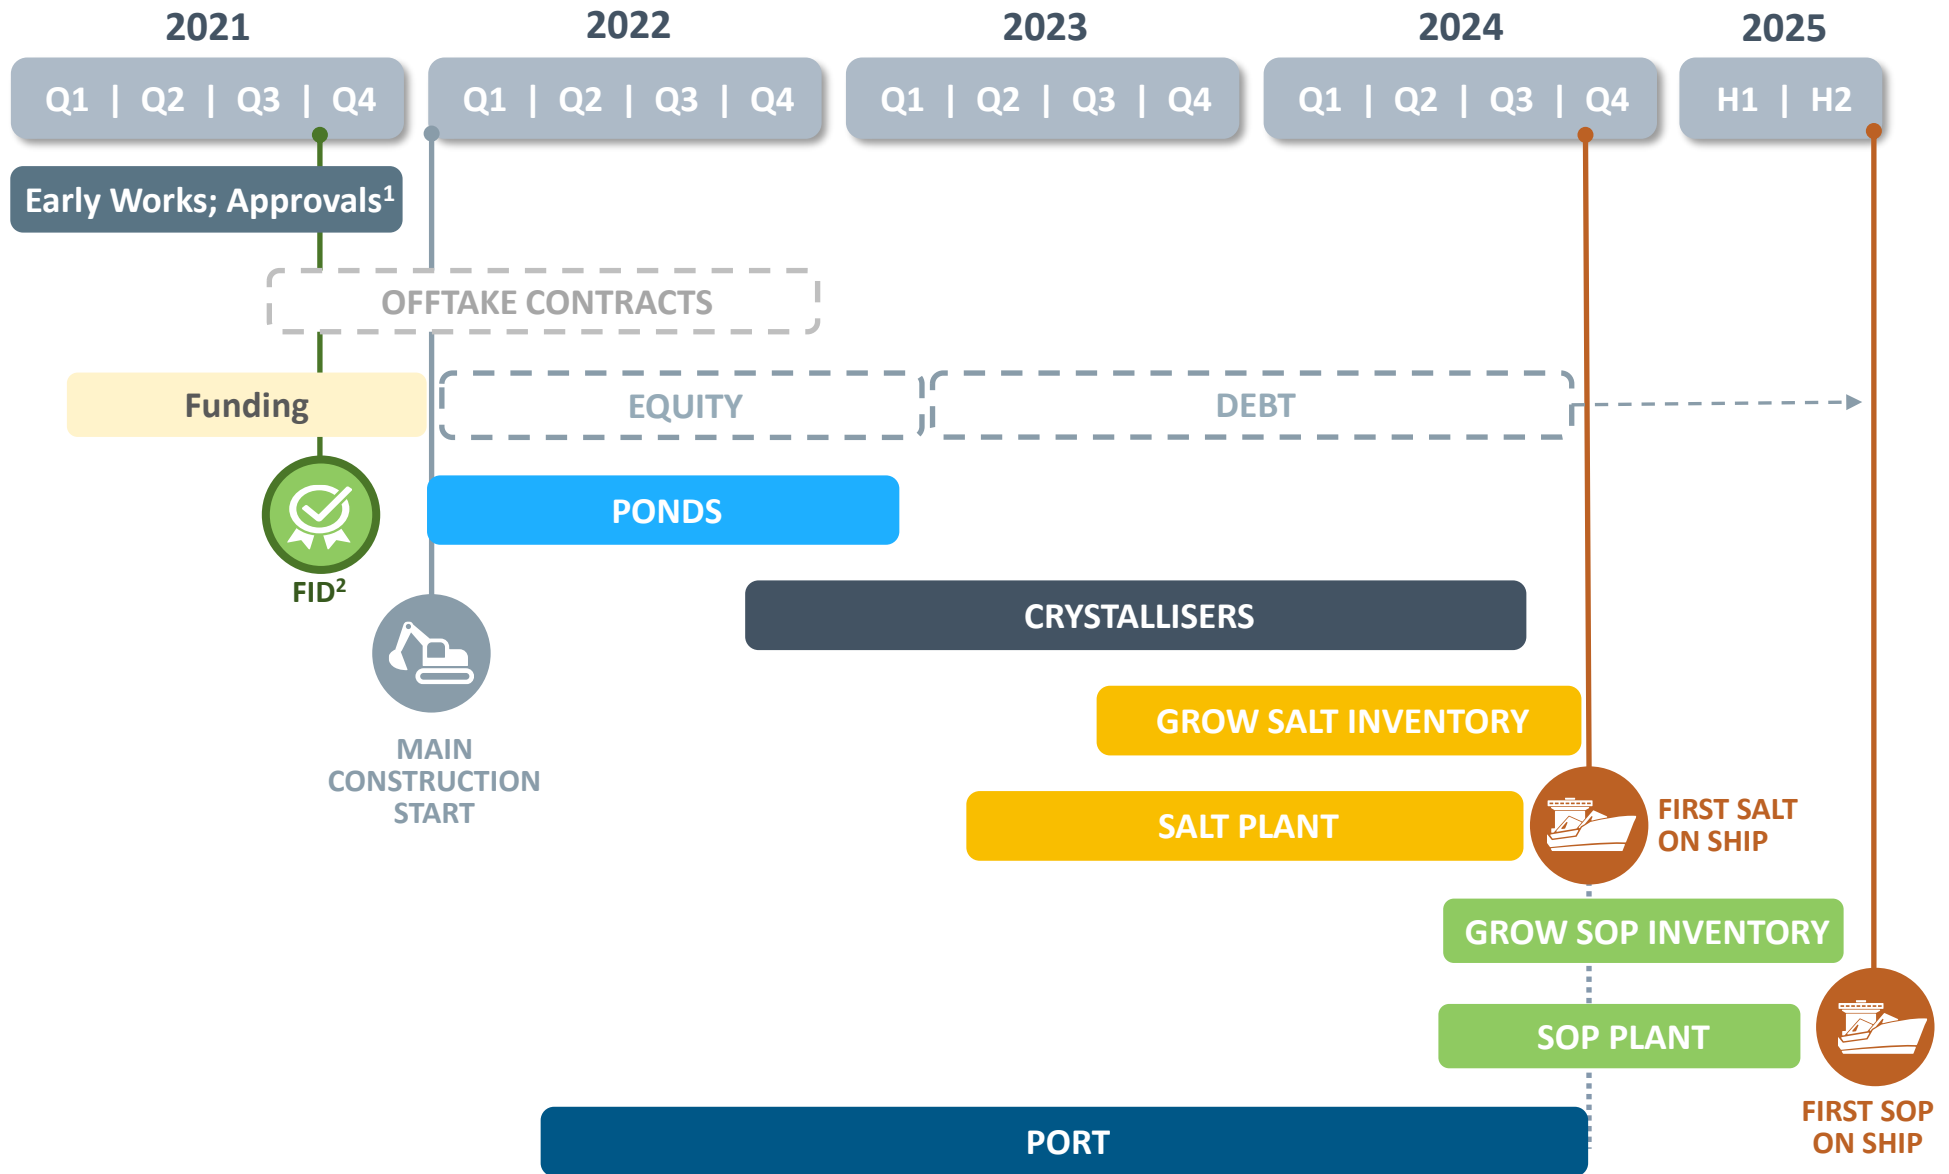 2021
2022
2023
2024
2025
Q1 | Q2 | Q3 | Q4
Q1 | Q2 | Q3 | Q4
Q1 | Q2 | Q3 | Q4
Q1 | Q2 | Q3 | Q4
H1 | H2
Early Works; Approvals¹
OFFTAKE CONTRACTS
Funding
EQUITY
DEBT
PONDS
FID²
CRYSTALLISERS
MAIN
CONSTRUCTION
START
GROW SALT INVENTORY
SALT PLANT
FIRST SALT
ON SHIP
GROW SOP INVENTORY
SOP PLANT
FIRST SOP
ON SHIP
PORT